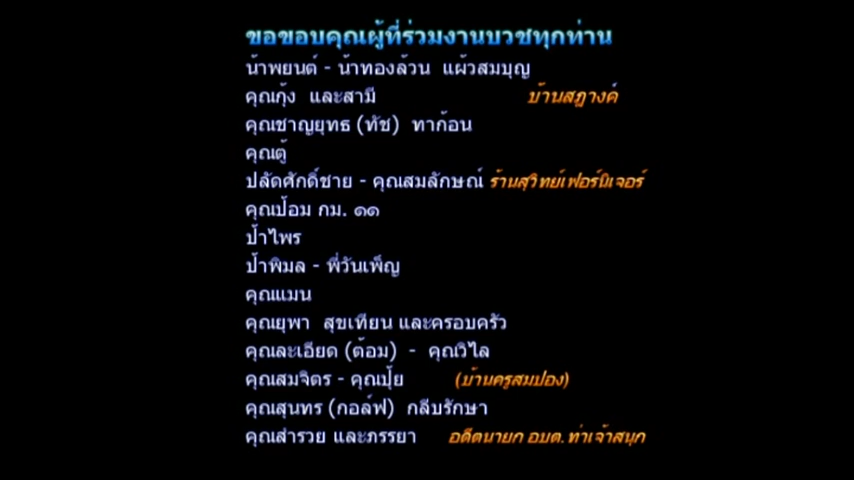 ขอขอบคุณผู้ที่ร่วมงานบวชทุกท่าน
น้าพยนต์ - น้าทองล้วน แผ้วสมบุญ
คุณกุ้ง และสามี บ้านสฎางค์
คุณชาญยุทธ (ทัช) ทาก้อน
คุณตู้
ปลัดศักดิ์ชาย - คุณสมลักษณ์ ร้านสุวิทย์เฟอร์นิเจอร์
คุณป้อม กม. ๑๑
ป้าไพร
ป้าพิมล - พี่วันเพ็ญ
คุณแมน
คุณยุพา สุขเทียน และครอบครัว
คุณละเอียด (ต้อม) - คุณวิไล
คุณสมจิตร - คุณปุ้ย (บ้านครูสมปอง)
คุณสุนทร (กอล์ฟ) กลีบรักษา
คุณสำรวย และภรรยา อดีตนายก อบต. ท่าเจ้าสนุก